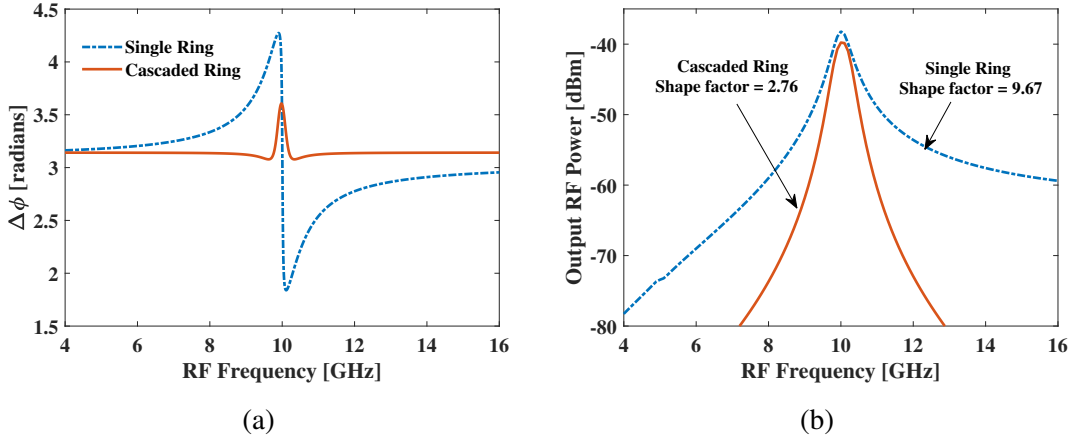 4.5
4
3.5
3
2.5
2
1.5
Δϕ [radians]
Single Ring
Cascaded Ring
4 6 8 10 12 14 16
RF Frequency [GHz]
(a)
-40
-50
-60
-70
-80
Output RF Power [dBm]
Cascaded Ring
Shape factor = 2.76
Single Ring
Shape factor = 9.67
4 6 8 10 12 14 16
RF Frequency [GHz]
(b)